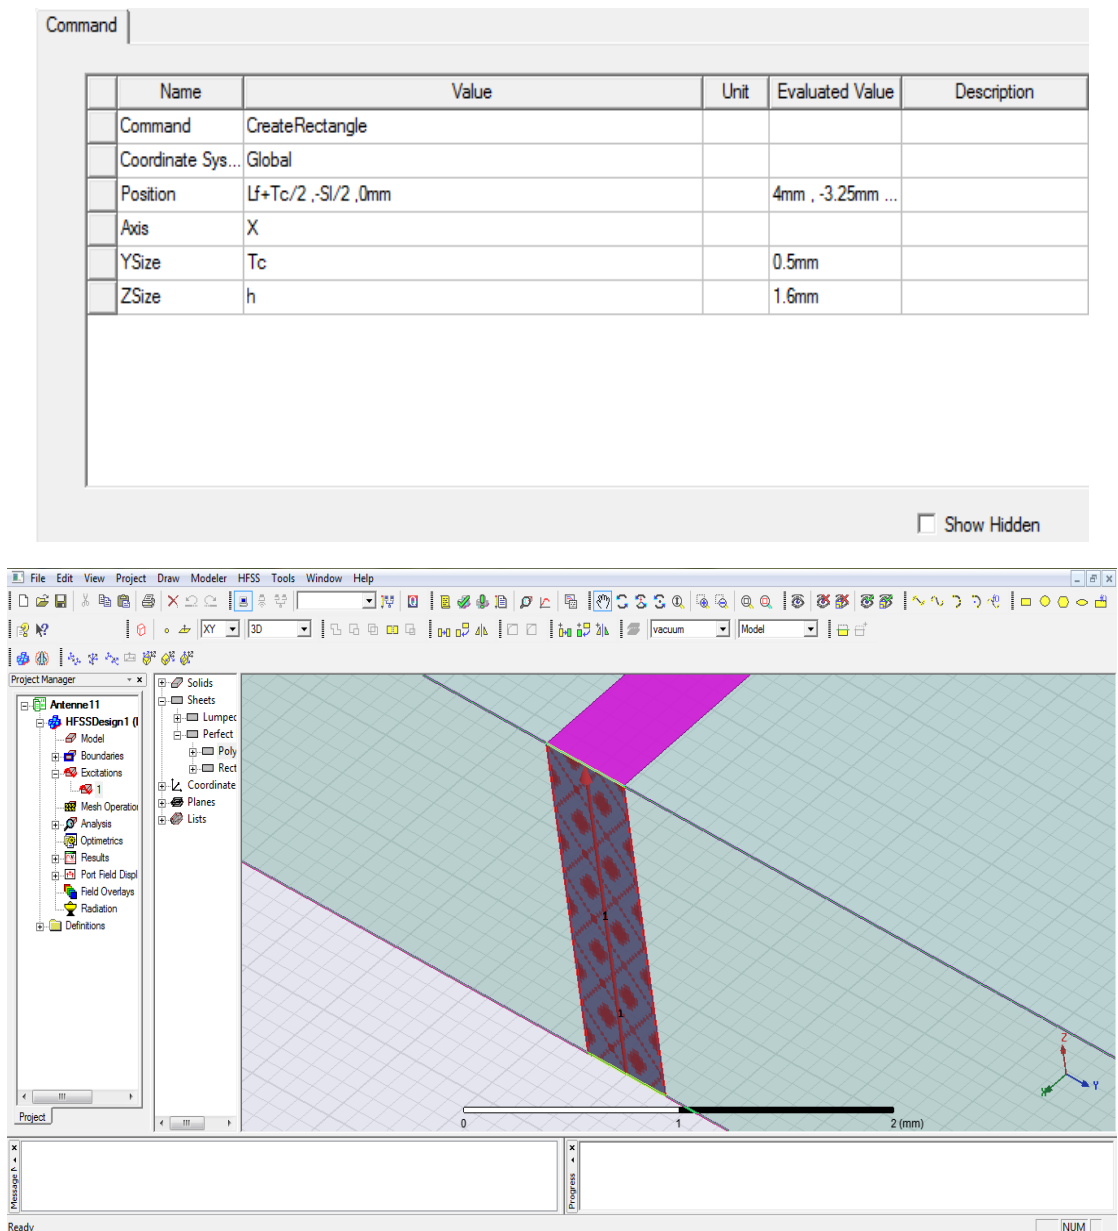 Command
Name Value Unit Evaluated Value Description
Command CreateRectangle
Coordinate Sys... Global
Position Lf+Tc/2 ,-Sl/2 ,0mm 4mm , -3.25mm ...
Axis X
YSize Tc 0.5mm
ZSize h 1.6mm
Show Hidden
File Edit View Project Draw Modeler HFSS Tools Window Help
XY 3D vacuum Model
Project Manager
Antenne11
HFSSDesign1 (I
Model
Boundaries
Excitations
1
Mesh Operation
Analysis
Optimetrics
Results
Port Field Displ
Field Overlays
Radiation
Definitions
Project
Solids
Sheets
Lumped
Perfect
Poly
Rect
Coordinate
Planes
Lists
1
1
Z
X Y
0 1 2 (mm)
Progress
Ready NUM